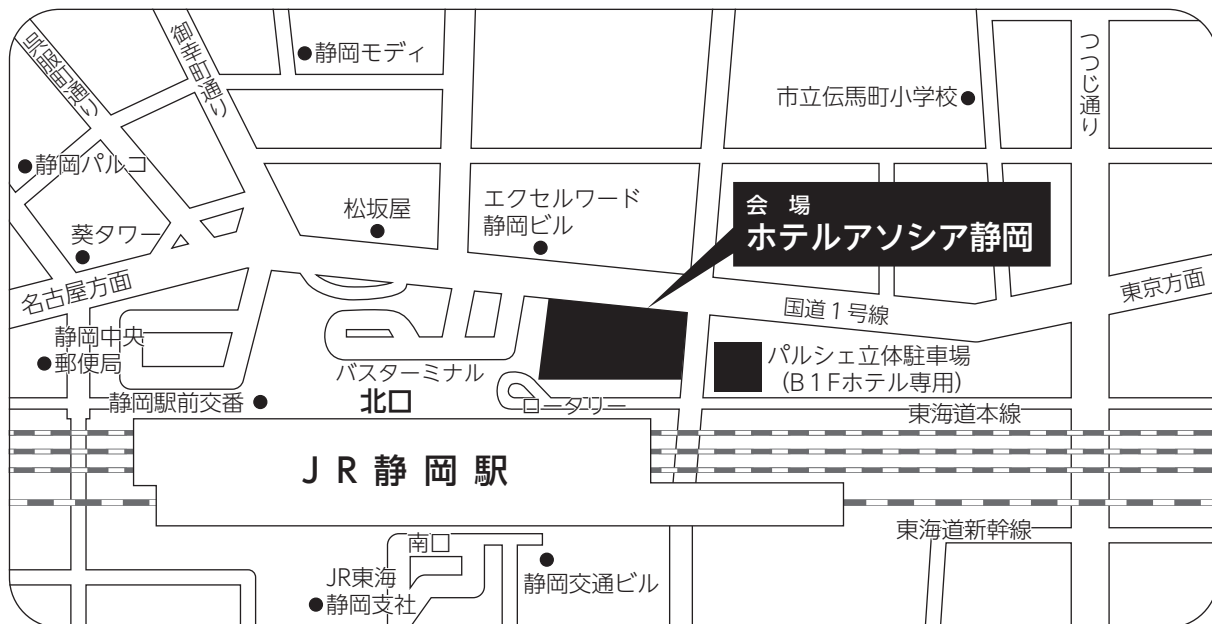 呉服町通り
御幸町通り
静岡モディ
市立伝馬町小学校
つつじ通り
静岡パルコ
葵タワー
松坂屋
エクセルワード
静岡ビル
会 場
ホテルアソシア静岡
名古屋方面
国道1号線
東京方面
静岡中央
郵便局
バスターミナル
パルシェ立体駐車場
(B1Fホテル専用)
静岡駅前交番
北口
ロータリー
東海道本線
JR静岡駅
東海道新幹線
南口
JR東海
静岡支社
静岡交通ビル